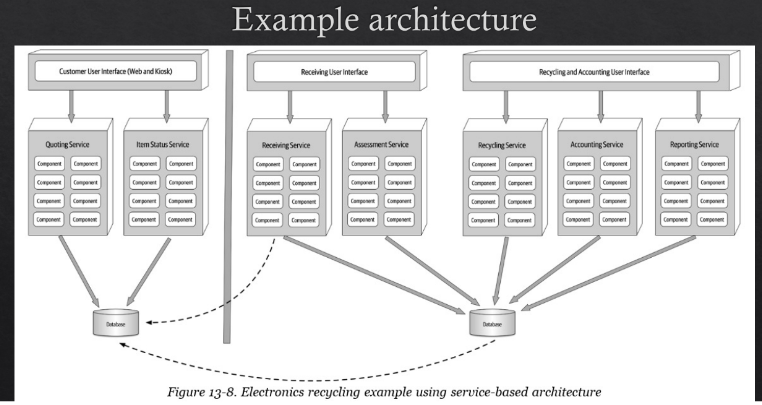 Example architecture
Customer User Interface (Web and Kiosk)
Receiving User Interface
Recycling and Accounting User Interface
Quoting Service
Item Status Service
Receiving Service
Assessment Service
Recycling Service
Accounting Service
Reporting Service
Component Component Component Component Component Component Component Component Component Component Component Component Component Component
Component Component Component Component Component Component Component Component Component Component Component Component Component Component
Component Component Component Component Component Component Component Component Component Component Component Component Component Component
Component Component Component Component Component Component Component Component Component Component Component Component Component Component
Database
Database
Figure 13-8. Electronics recycling example using service-based architecture